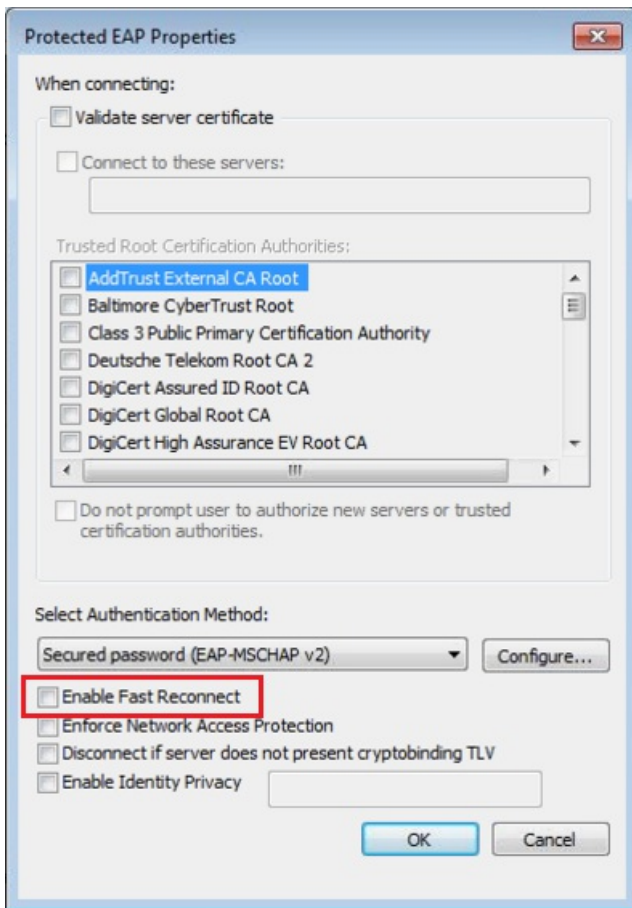 Protected EAP Properties
When connecting:
Validate server certificate
Connect to these servers:
Trusted Root Certification Authorities:
AddTrust External CA Root
Baltimore CyberTrust Root
Class 3 Public Primary Certification Authority
Deutsche Telekom Root CA 2
DigiCert Assured ID Root CA
DigiCert Global Root CA
DigiCert High Assurance EV Root CA
Do not prompt user to authorize new servers or trusted
certification authorities.
Select Authentication Method:
Secured password (EAP-MSCHAP v2) Configure...
Enable Fast Reconnect
Enforce Network Access Protection
Disconnect if server does not present cryptobinding TLV
Enable Identity Privacy
OK Cancel